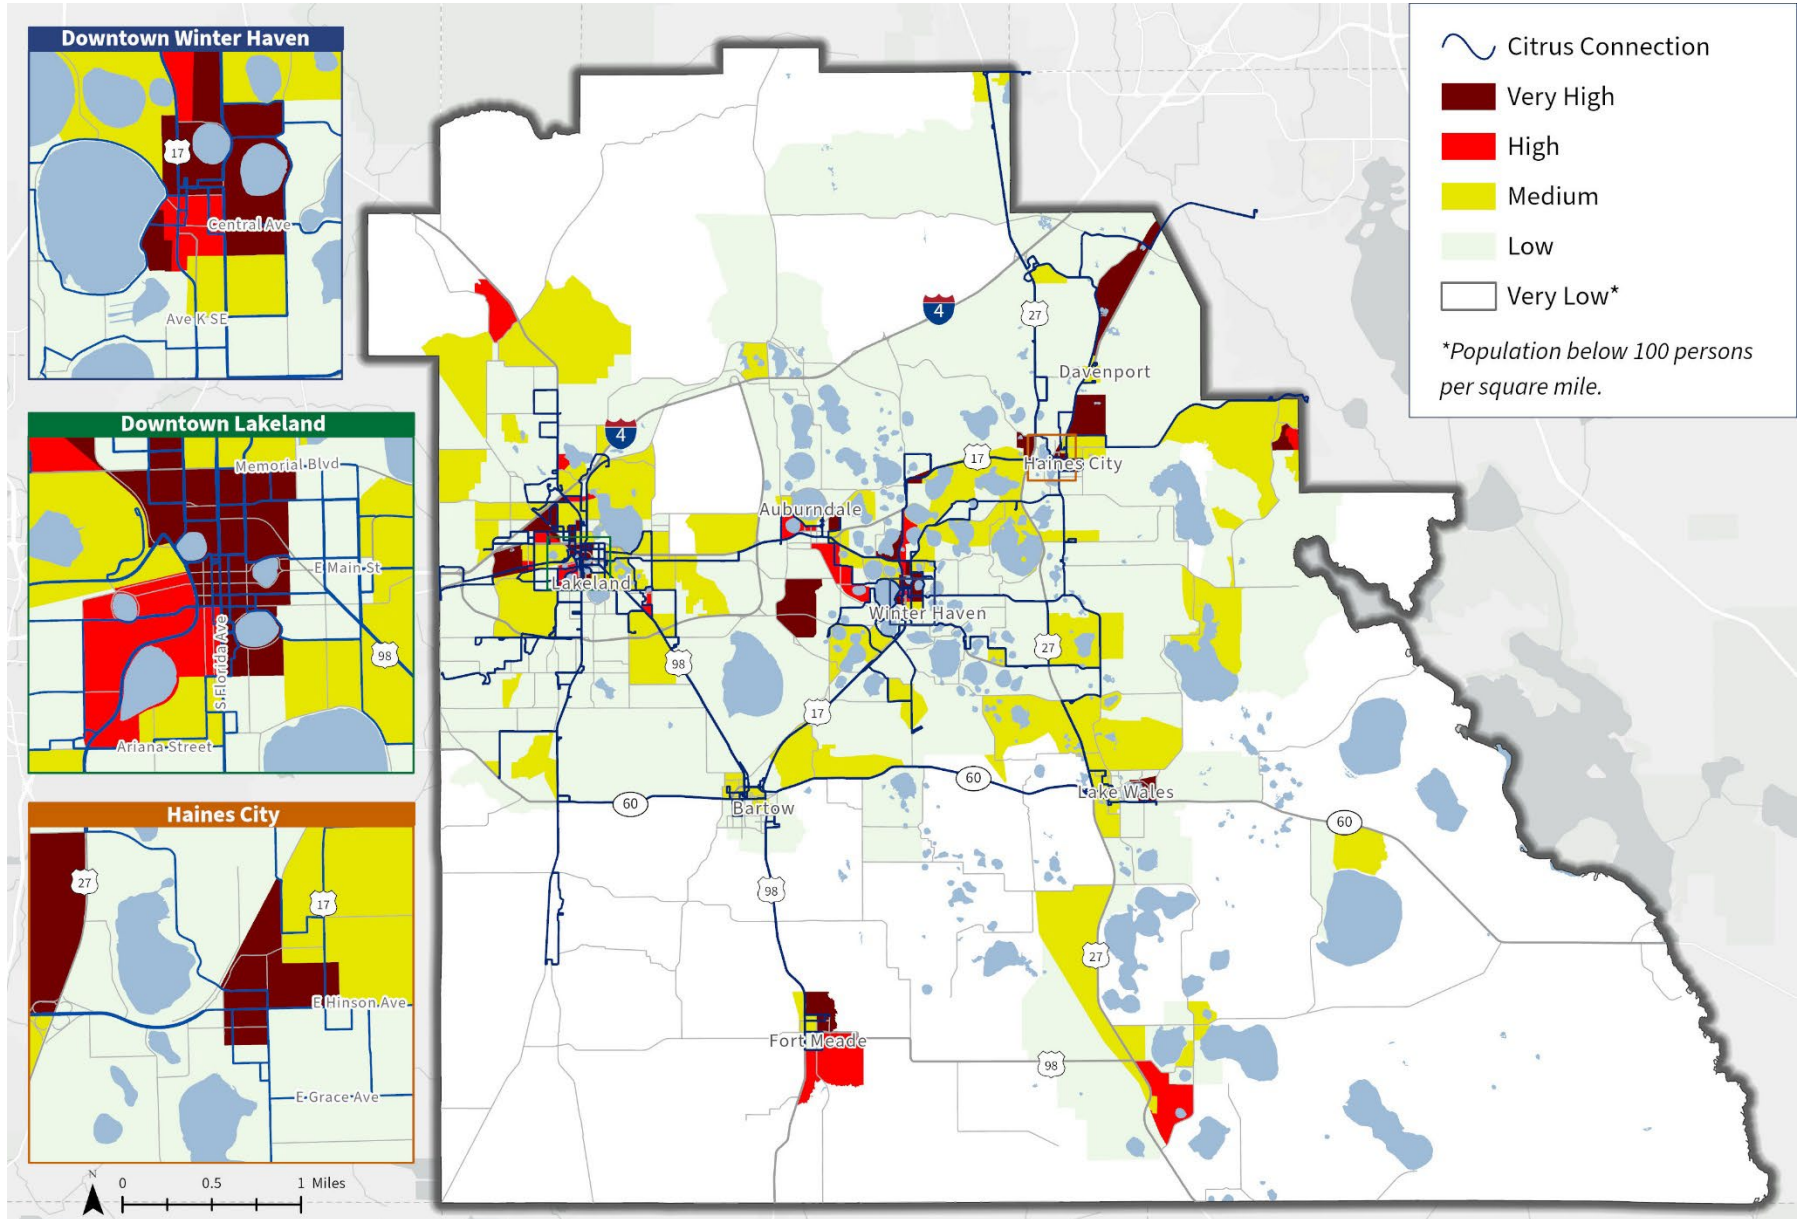 Downtown Winter Haven
17
Central Ave
Ave K SE
Downtown Lakeland
Memorial Blvd
E Main St
S Florida Ave
98
Ariana Street
Haines City
27
17
E Hinson Ave
E Grace Ave
N
0 0.5 1 Miles
Citrus Connection
Very High
High
Medium
Low
Very Low*
*Population below 100 persons
per square mile.
4
27
Davenport
4
17
Haines City
Auburndale
Lakeland
Winter Haven
27
98
17
60
Lake Wales
60
Bartow
60
98
27
Fort Meade
98